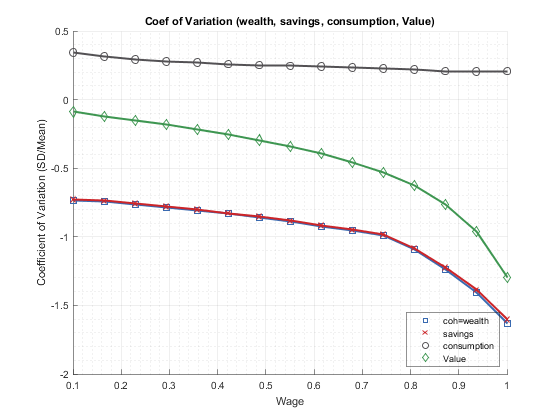 Coef of Variation (wealth, savings, consumption, Value)
Coefficient of Variation (SD/Mean)
0.5
0
-0.5
-1
-1.5
-2
0.1 0.2 0.3 0.4 0.5 0.6 0.7 0.8 0.9 1
Wage
coh=wealth
savings
consumption
Value